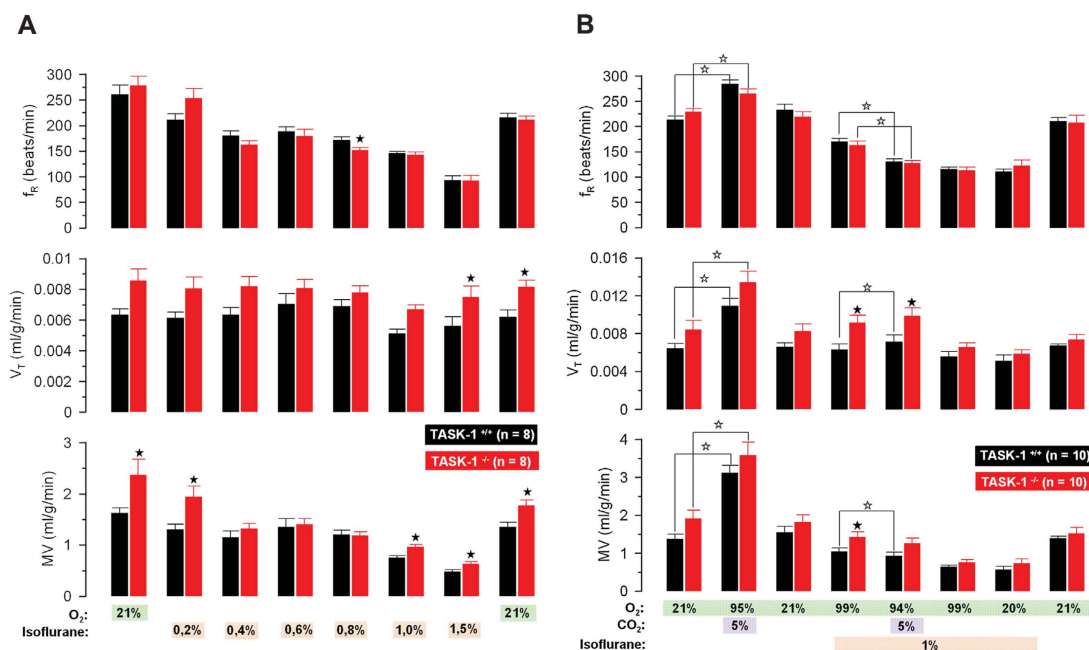 A
300
250
200
150
100
50
0
f_R (beats/min)
★
0.01
0.008
0.006
0.004
0.002
0
V_T (ml/g/min)
★ ★
3
2
1
0
MV (ml/g/min)
TASK-1 +/+ (n = 8)
TASK-1 -/- (n = 8)
★ ★ ★ ★ ★
O₂: 21% 21%
Isoflurane: 0,2% 0,4% 0,6% 0,8% 1,0% 1,5%
B
300
250
200
150
100
50
0
f_R (beats/min)
☆ ☆ ☆ ☆
0.016
0.012
0.008
0.004
0
V_T (ml/g/min)
☆ ☆ ☆ ★ ★
4
3
2
1
0
MV (ml/g/min)
TASK-1 +/+ (n = 10)
TASK-1 -/- (n = 10)
☆ ☆ ☆ ★
O₂: 21% 95% 21% 99% 94% 99% 20% 21%
CO₂: 5% 5%
Isoflurane: 1%